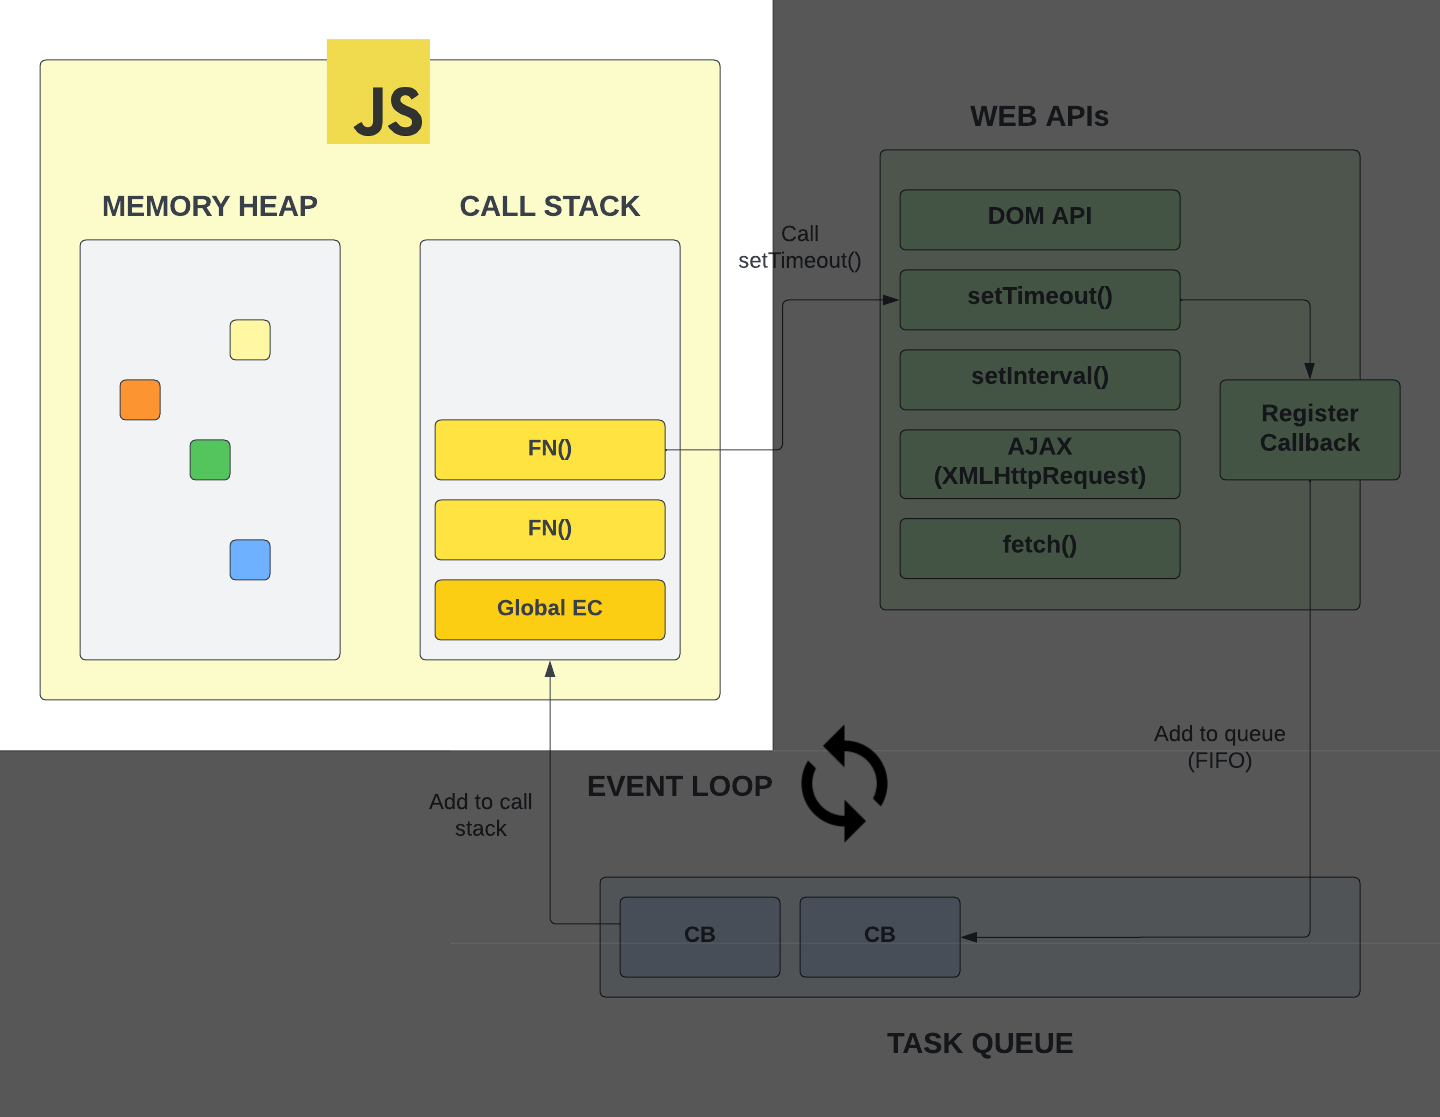 JS
MEMORY HEAP
CALL STACK
FN()
FN()
Global EC
Call
setTimeout()
WEB APIs
DOM API
setTimeout()
setInterval()
AJAX
(XMLHttpRequest)
fetch()
Register
Callback
Add to queue
(FIFO)
EVENT LOOP
Add to call
stack
CB
CB
TASK QUEUE